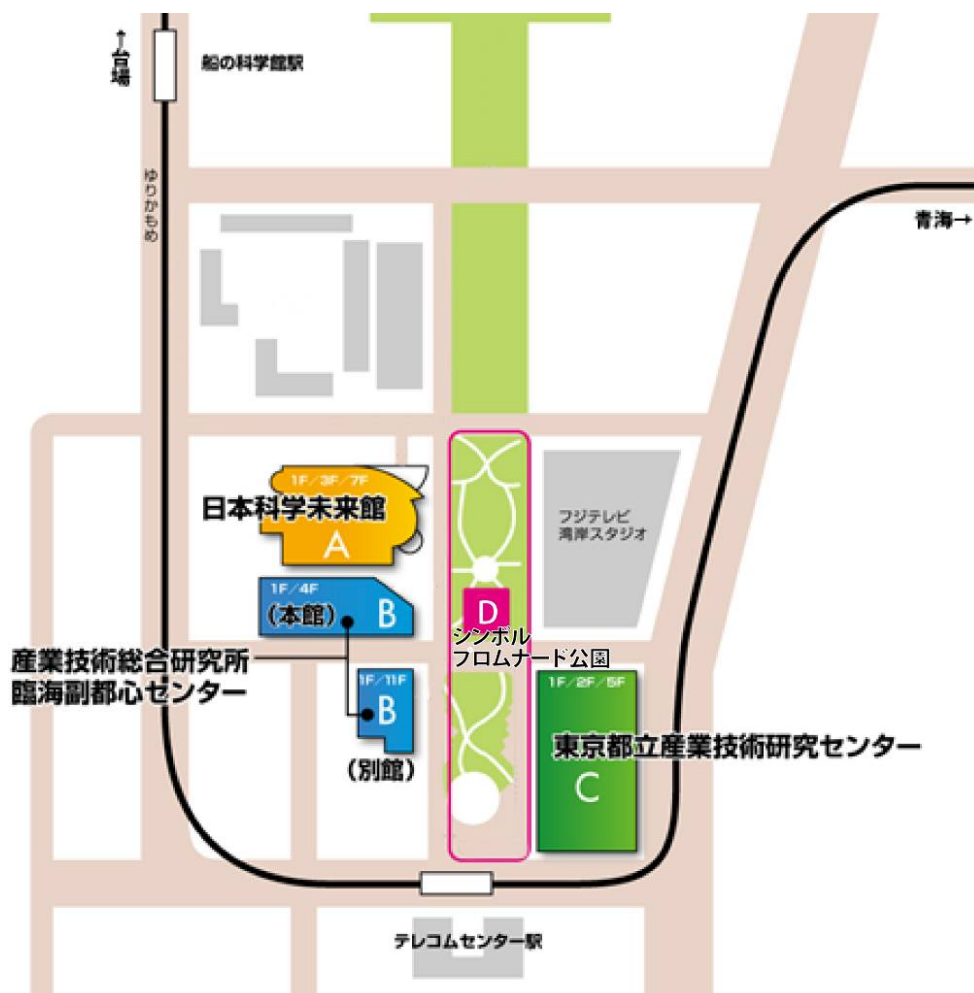 ↑台場
船の科学館駅
ゆりかもめ
青海→
1F/3F/7F
日本科学未来館
A
フジテレビ
湾岸スタジオ
1F/4F
(本館)
B
D
シンボル
フロムナード公園
産業技術総合研究所
臨海副都心センター
1F/11F
B
(別館)
1F/2F/5F
東京都立産業技術研究センター
C
テレコムセンター駅